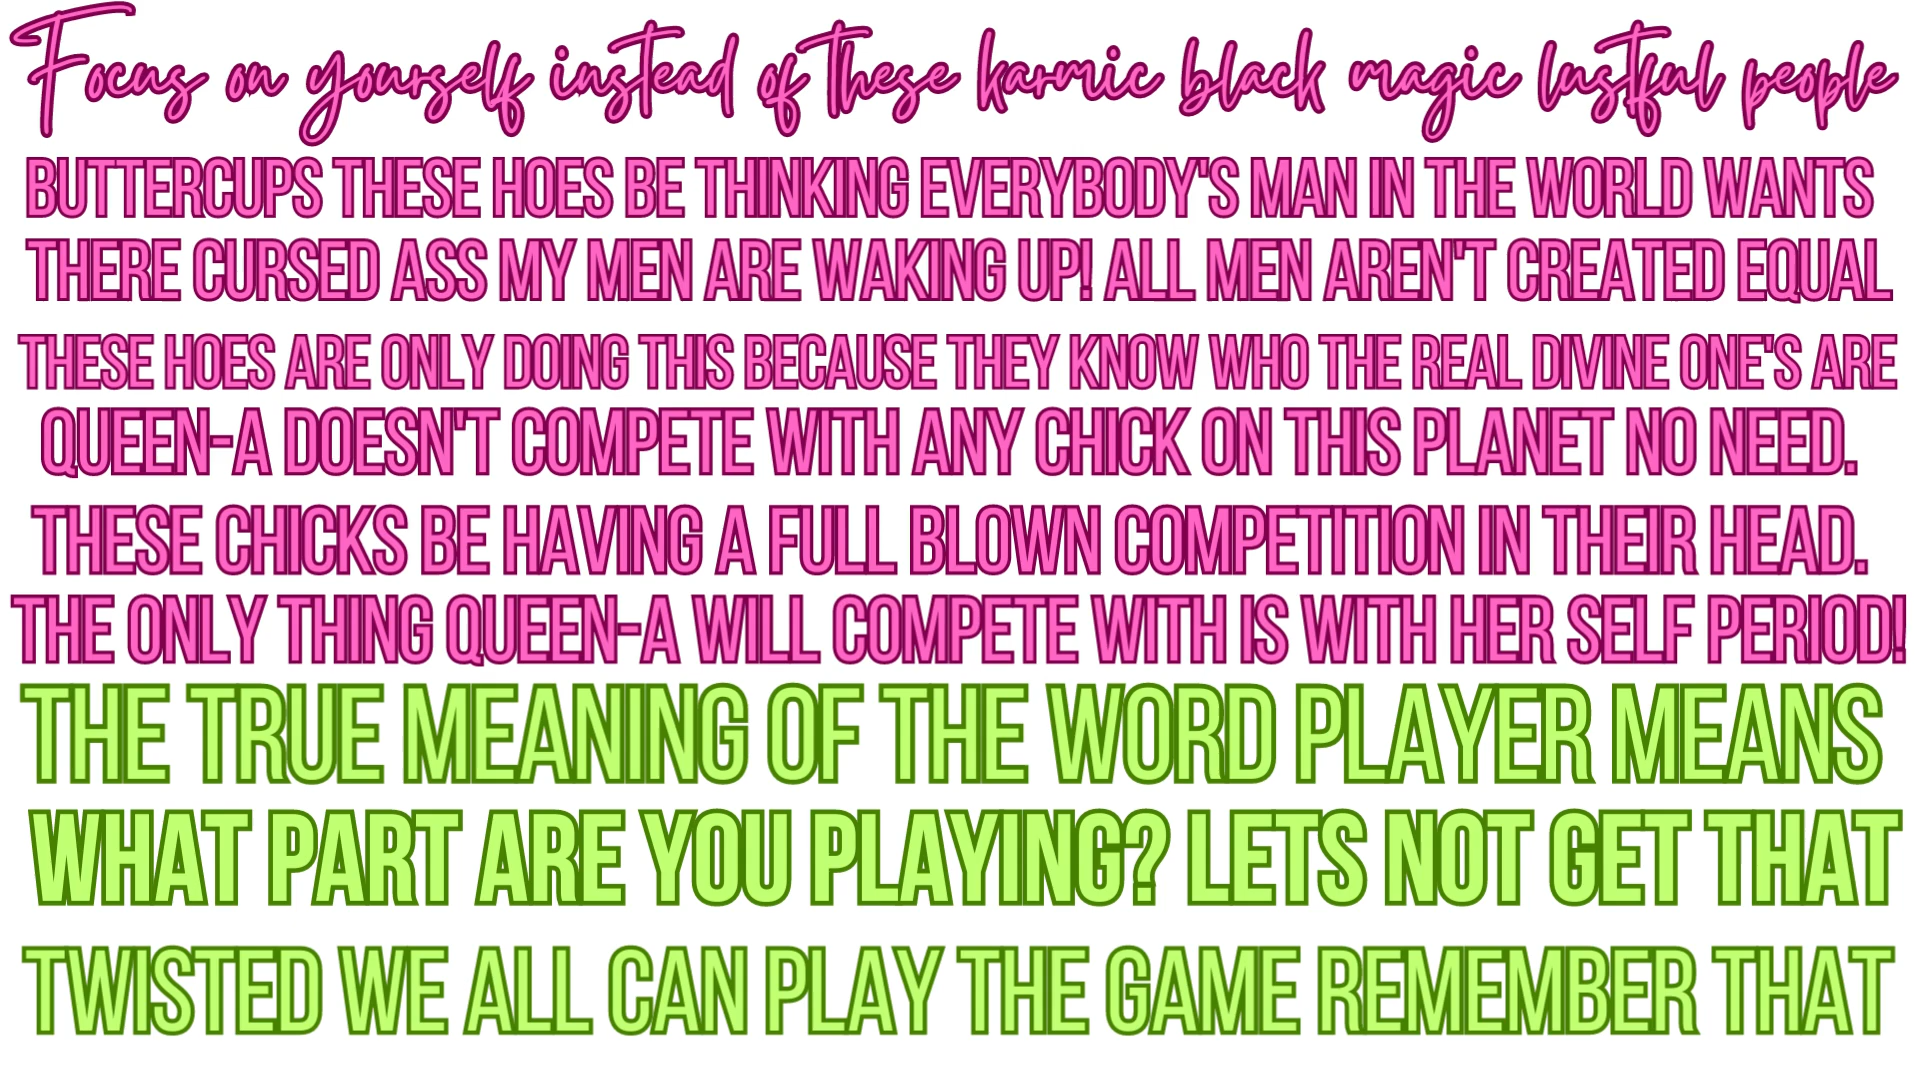 Focus on yourself instead of these karmic black magic lustful people
BUTTERCUPS THESE HOES BE THINKING EVERYBODY'S MAN IN THE WORLD WANTS
THERE CURSED ASS MY MEN ARE WAKING UP! ALL MEN AREN'T CREATED EQUAL
THESE HOES ARE ONLY DOING THIS BECAUSE THEY KNOW WHO THE REAL DIVINE ONE'S ARE
QUEEN-A DOESN'T COMPETE WITH ANY CHICK ON THIS PLANET NO NEED.
THESE CHICKS BE HAVING A FULL BLOWN COMPETITION IN THEIR HEAD.
THE ONLY THING QUEEN-A WILL COMPETE WITH IS WITH HER SELF PERIOD!
THE TRUE MEANING OF THE WORD PLAYER MEANS
WHAT PART ARE YOU PLAYING? LETS NOT GET THAT
TWISTED WE ALL CAN PLAY THE GAME REMEMBER THAT